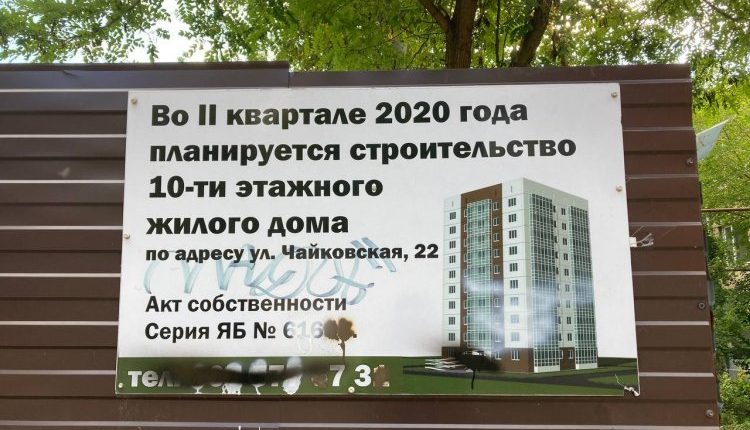 Во II квартале 2020 года
планируется строительство
10-ти этажного
жилого дома
по адресу ул. Чайковская, 22
Акт собственности
Серия ЯБ №
тел.